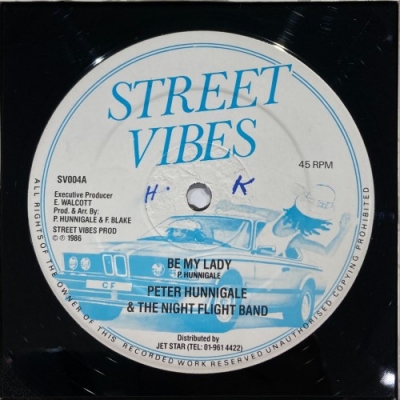 STREET
VIBES
SV004A
45 RPM
Executive Producer
E. WALCOTT
Prod. & Arr. By:
P. HUNNIGALE & F. BLAKE
STREET VIBES PROD
© ℗ 1986
H. K
BE MY LADY
P. HUNNIGALE
PETER HUNNIGALE
& THE NIGHT FLIGHT BAND
CF
Distributed by
JET STAR (TEL: 01-961 4422)
ALL RIGHTS OF THE OWNER OF THIS RECORDED WORK RESERVED UNAUTHORISED COPYING PROHIBITED